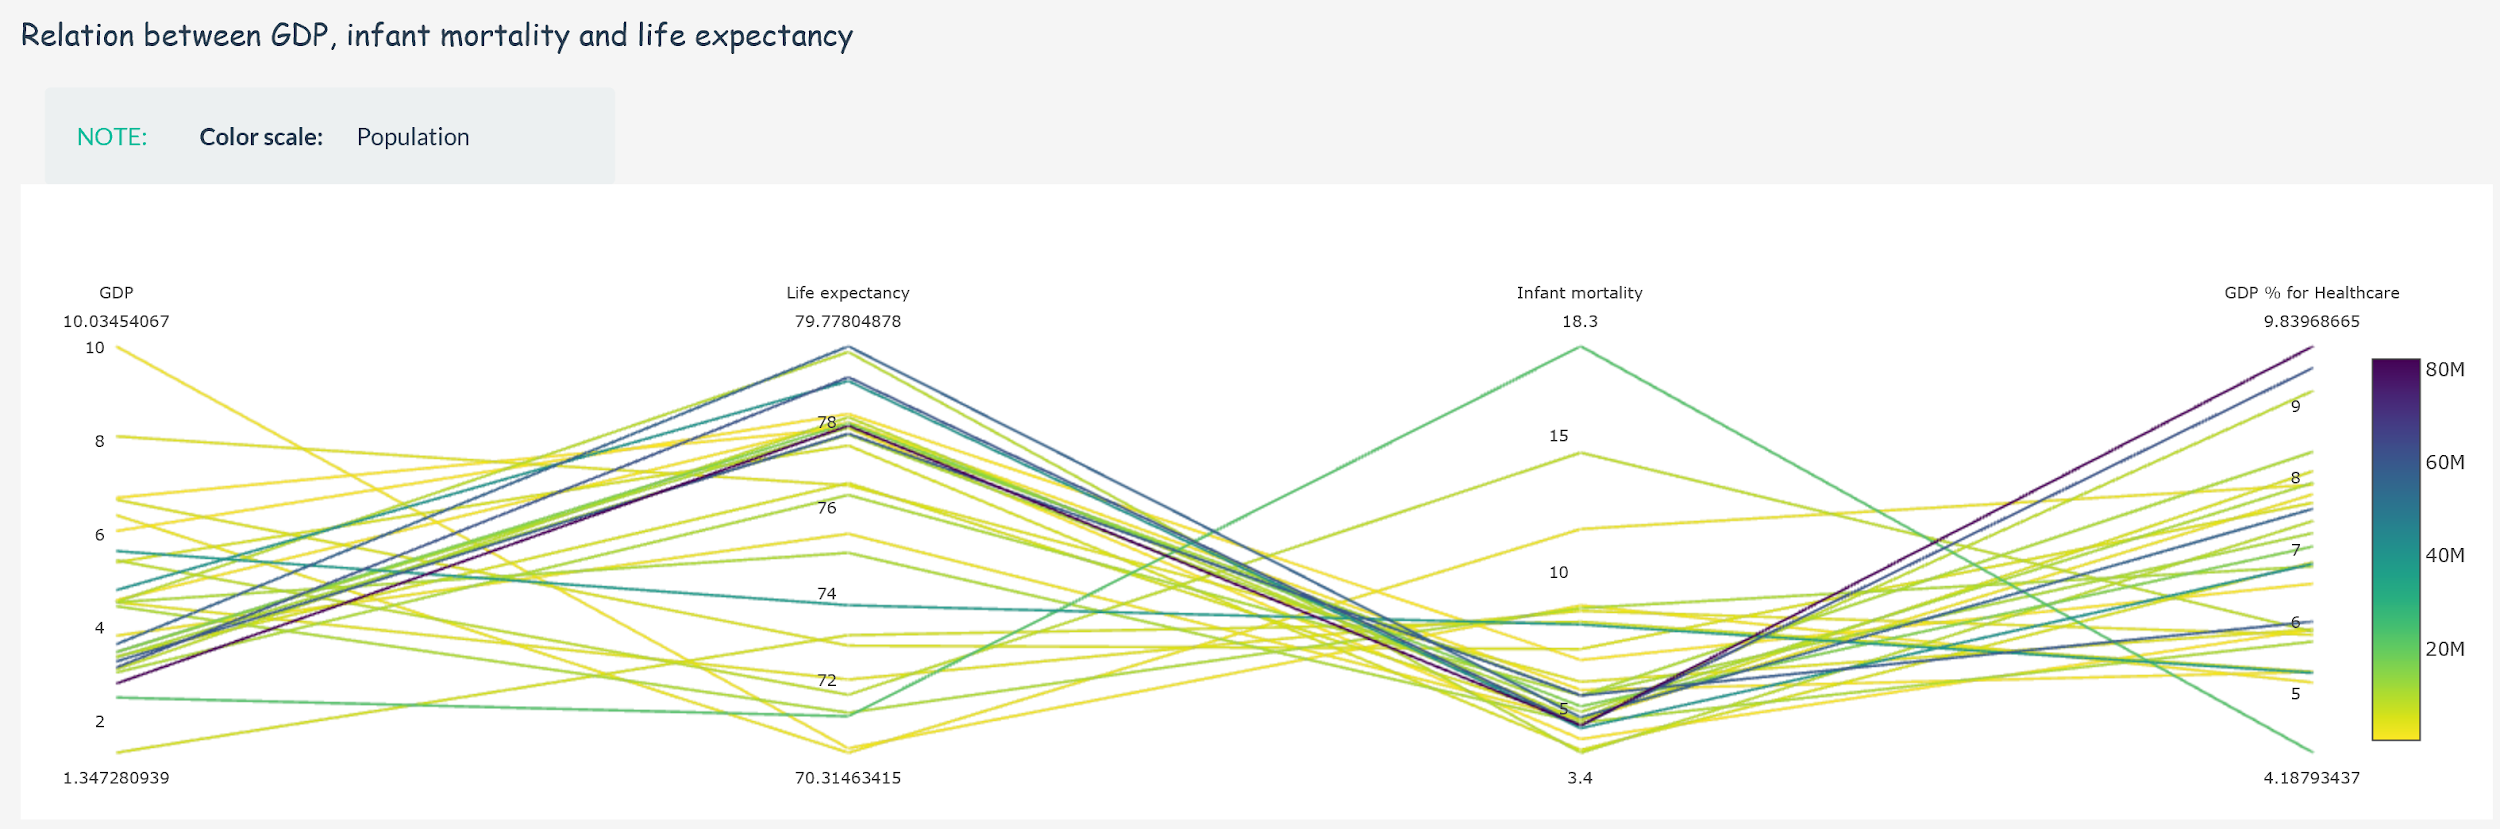 Relation between GDP, infant mortality and life expectancy
NOTE: Color scale: Population
GDP Life expectancy Infant mortality GDP % for Healthcare
10.03454067 79.77804878 18.3 9.83968665
10
8
6
4
2
78
76
74
72
15
10
5
9
8
7
6
5
80M
60M
40M
20M
1.347280939 70.31463415 3.4 4.18793437